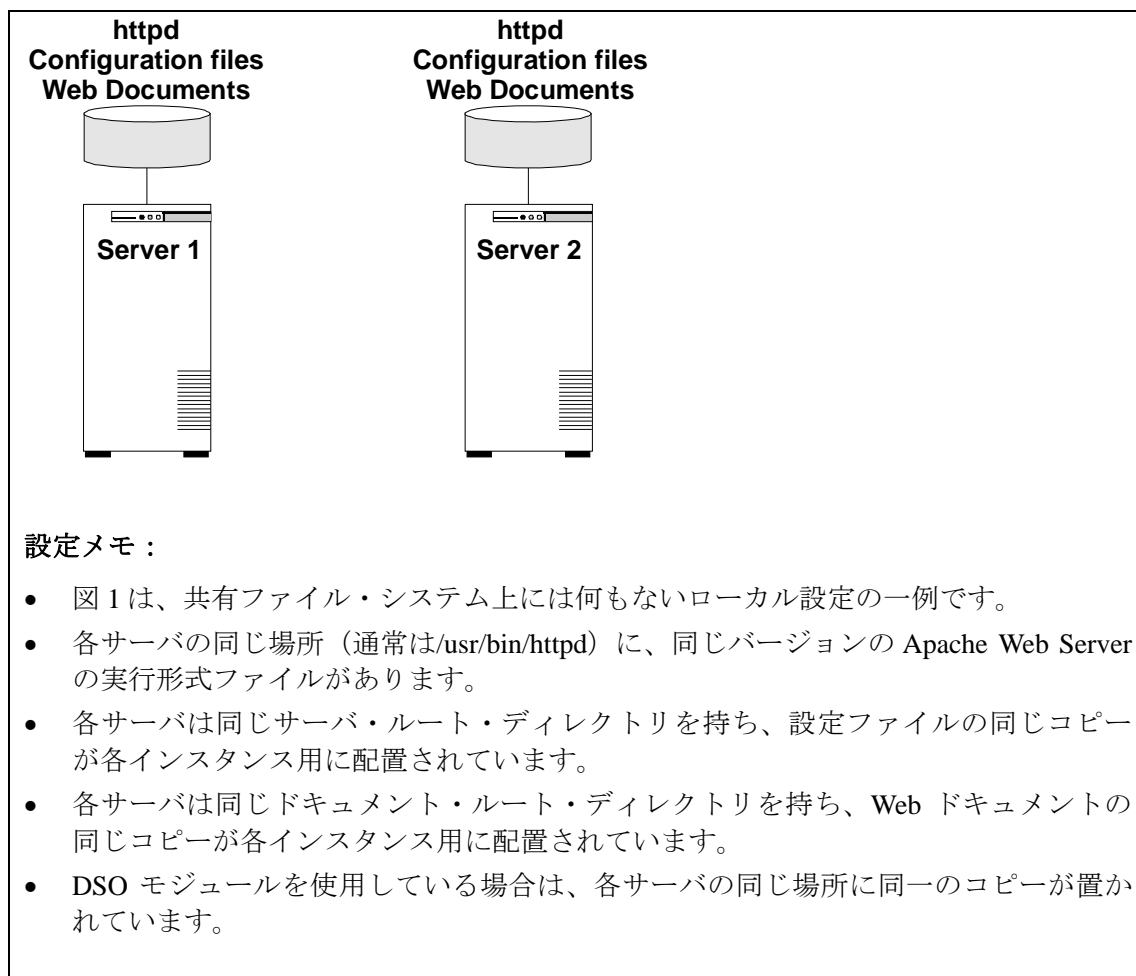 httpd
Configuration files
Web Documents
httpd
Configuration files
Web Documents
Server 1
Server 2
設定メモ：
• 図 1 は、共有ファイル・システム上には何もないローカル設定の一例です。
• 各サーバの同じ場所（通常は/usr/bin/httpd）に、同じバージョンの Apache Web Server
の実行形式ファイルがあります。
• 各サーバは同じサーバ・ルート・ディレクトリを持ち、設定ファイルの同じコピー
が各インスタンス用に配置されています。
• 各サーバは同じドキュメント・ルート・ディレクトリを持ち、Web ドキュメントの
同じコピーが各インスタンス用に配置されています。
• DSO モジュールを使用している場合は、各サーバの同じ場所に同一のコピーが置か
れています。